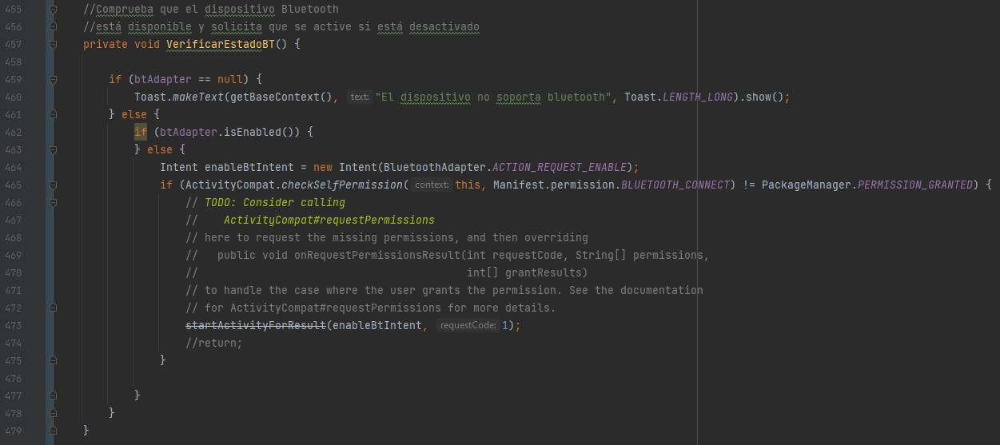 455 //Comprueba que el dispositivo Bluetooth
456 //está disponible y solicita que se active si está desactivado
457 private void VerificarEstadoBT() {
458
459 if (btAdapter == null) {
460 Toast.makeText(getBaseContext(), text: "El dispositivo no soporta bluetooth", Toast.LENGTH_LONG).show();
461 } else {
462 if (btAdapter.isEnabled()) {
463 } else {
464 Intent enableBtIntent = new Intent(BluetoothAdapter.ACTION_REQUEST_ENABLE);
465 if (ActivityCompat.checkSelfPermission( context: this, Manifest.permission.BLUETOOTH_CONNECT) != PackageManager.PERMISSION_GRANTED) {
466 // TODO: Consider calling
467 //    ActivityCompat#requestPermissions
468 // here to request the missing permissions, and then overriding
469 //   public void onRequestPermissionsResult(int requestCode, String[] permissions,
470 //                                          int[] grantResults)
471 // to handle the case where the user grants the permission. See the documentation
472 // for ActivityCompat#requestPermissions for more details.
473 startActivityForResult(enableBtIntent, requestCode: 1);
474 //return;
475 }
476
477 }
478 }
479 }